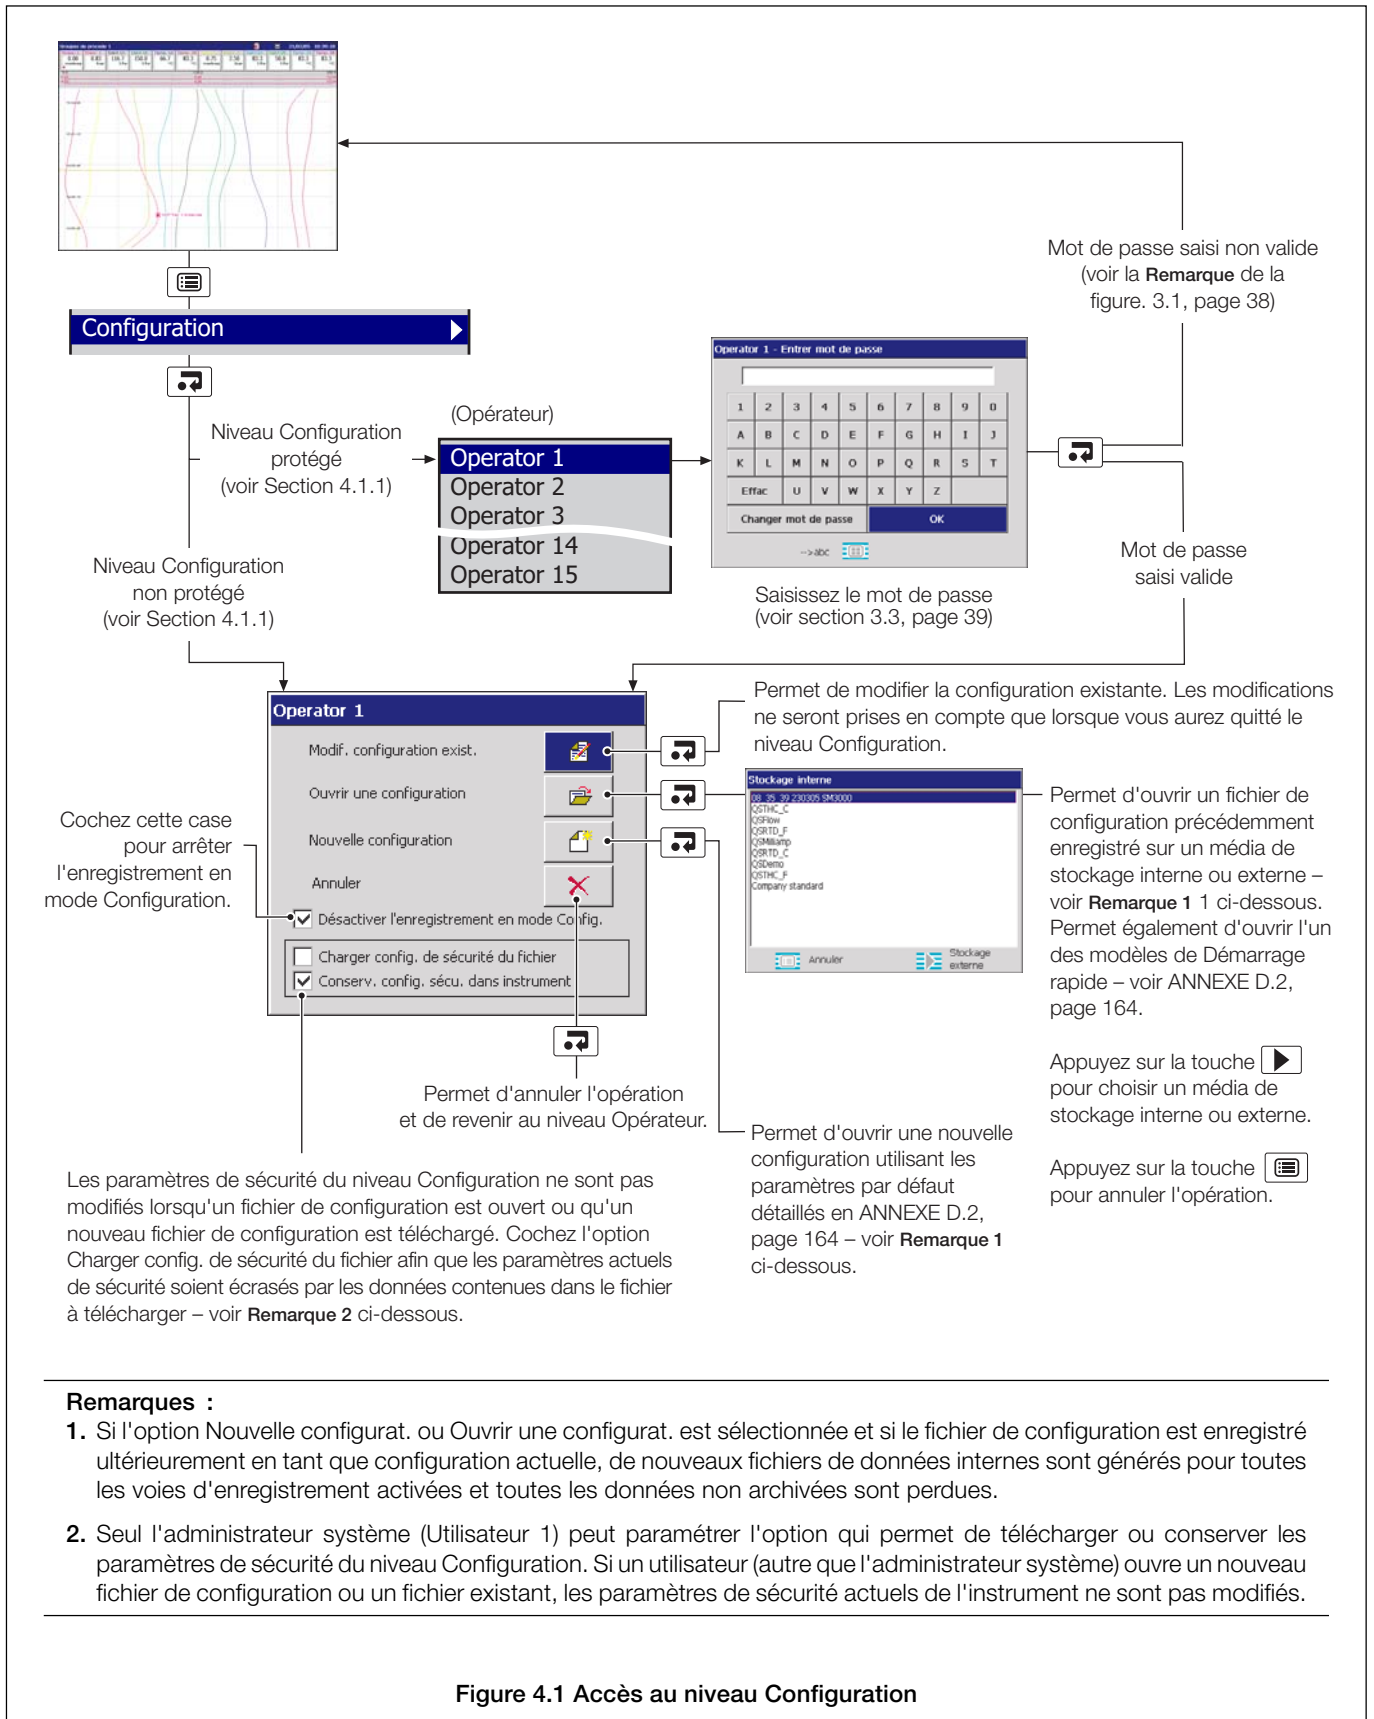 Configuration
Mot de passe saisi non valide
(voir la Remarque de la
figure. 3.1, page 38)
Niveau Configuration
protégé
(voir Section 4.1.1)
(Opérateur)
Operator 1
Operator 2
Operator 3
Operator 14
Operator 15
Operator 1 - Entrer mot de passe
1 2 3 4 5 6 7 8 9 0
A B C D E F G H I J
K L M N O P Q R S T
Effac U V W X Y Z
Changer mot de passe OK
-->abc
Saisissez le mot de passe
(voir section 3.3, page 39)
Mot de passe
saisi valide
Niveau Configuration
non protégé
(voir Section 4.1.1)
Operator 1
Modif. configuration exist.
Ouvrir une configuration
Nouvelle configuration
Annuler
Désactiver l'enregistrement en mode Config.
Charger config. de sécurité du fichier
Conserv. config. sécu. dans instrument
Cochez cette case
pour arrêter
l'enregistrement en
mode Configuration.
Permet de modifier la configuration existante. Les modifications
ne seront prises en compte que lorsque vous aurez quitté le
niveau Configuration.
Stockage interne
08 35 39 230305 SM3000
QSTHC_C
QSFlow
QSRTD_F
QSMilliamp
QSRTD_C
QSDemo
QSTHC_F
Company standard
Annuler
Stockage
externe
Permet d'ouvrir un fichier de
configuration précédemment
enregistré sur un média de
stockage interne ou externe –
voir Remarque 1 1 ci-dessous.
Permet également d'ouvrir l'un
des modèles de Démarrage
rapide – voir ANNEXE D.2,
page 164.
Appuyez sur la touche
pour choisir un média de
stockage interne ou externe.
Appuyez sur la touche
pour annuler l'opération.
Permet d'annuler l'opération
et de revenir au niveau Opérateur.
Permet d'ouvrir une nouvelle
configuration utilisant les
paramètres par défaut
détaillés en ANNEXE D.2,
page 164 – voir Remarque 1
ci-dessous.
Les paramètres de sécurité du niveau Configuration ne sont pas
modifiés lorsqu'un fichier de configuration est ouvert ou qu'un
nouveau fichier de configuration est téléchargé. Cochez l'option
Charger config. de sécurité du fichier afin que les paramètres actuels
de sécurité soient écrasés par les données contenues dans le fichier
à télécharger – voir Remarque 2 ci-dessous.
Remarques :
1. Si l'option Nouvelle configurat. ou Ouvrir une configurat. est sélectionnée et si le fichier de configuration est enregistré
ultérieurement en tant que configuration actuelle, de nouveaux fichiers de données internes sont générés pour toutes
les voies d'enregistrement activées et toutes les données non archivées sont perdues.
2. Seul l'administrateur système (Utilisateur 1) peut paramétrer l'option qui permet de télécharger ou conserver les
paramètres de sécurité du niveau Configuration. Si un utilisateur (autre que l'administrateur système) ouvre un nouveau
fichier de configuration ou un fichier existant, les paramètres de sécurité actuels de l'instrument ne sont pas modifiés.
Figure 4.1 Accès au niveau Configuration